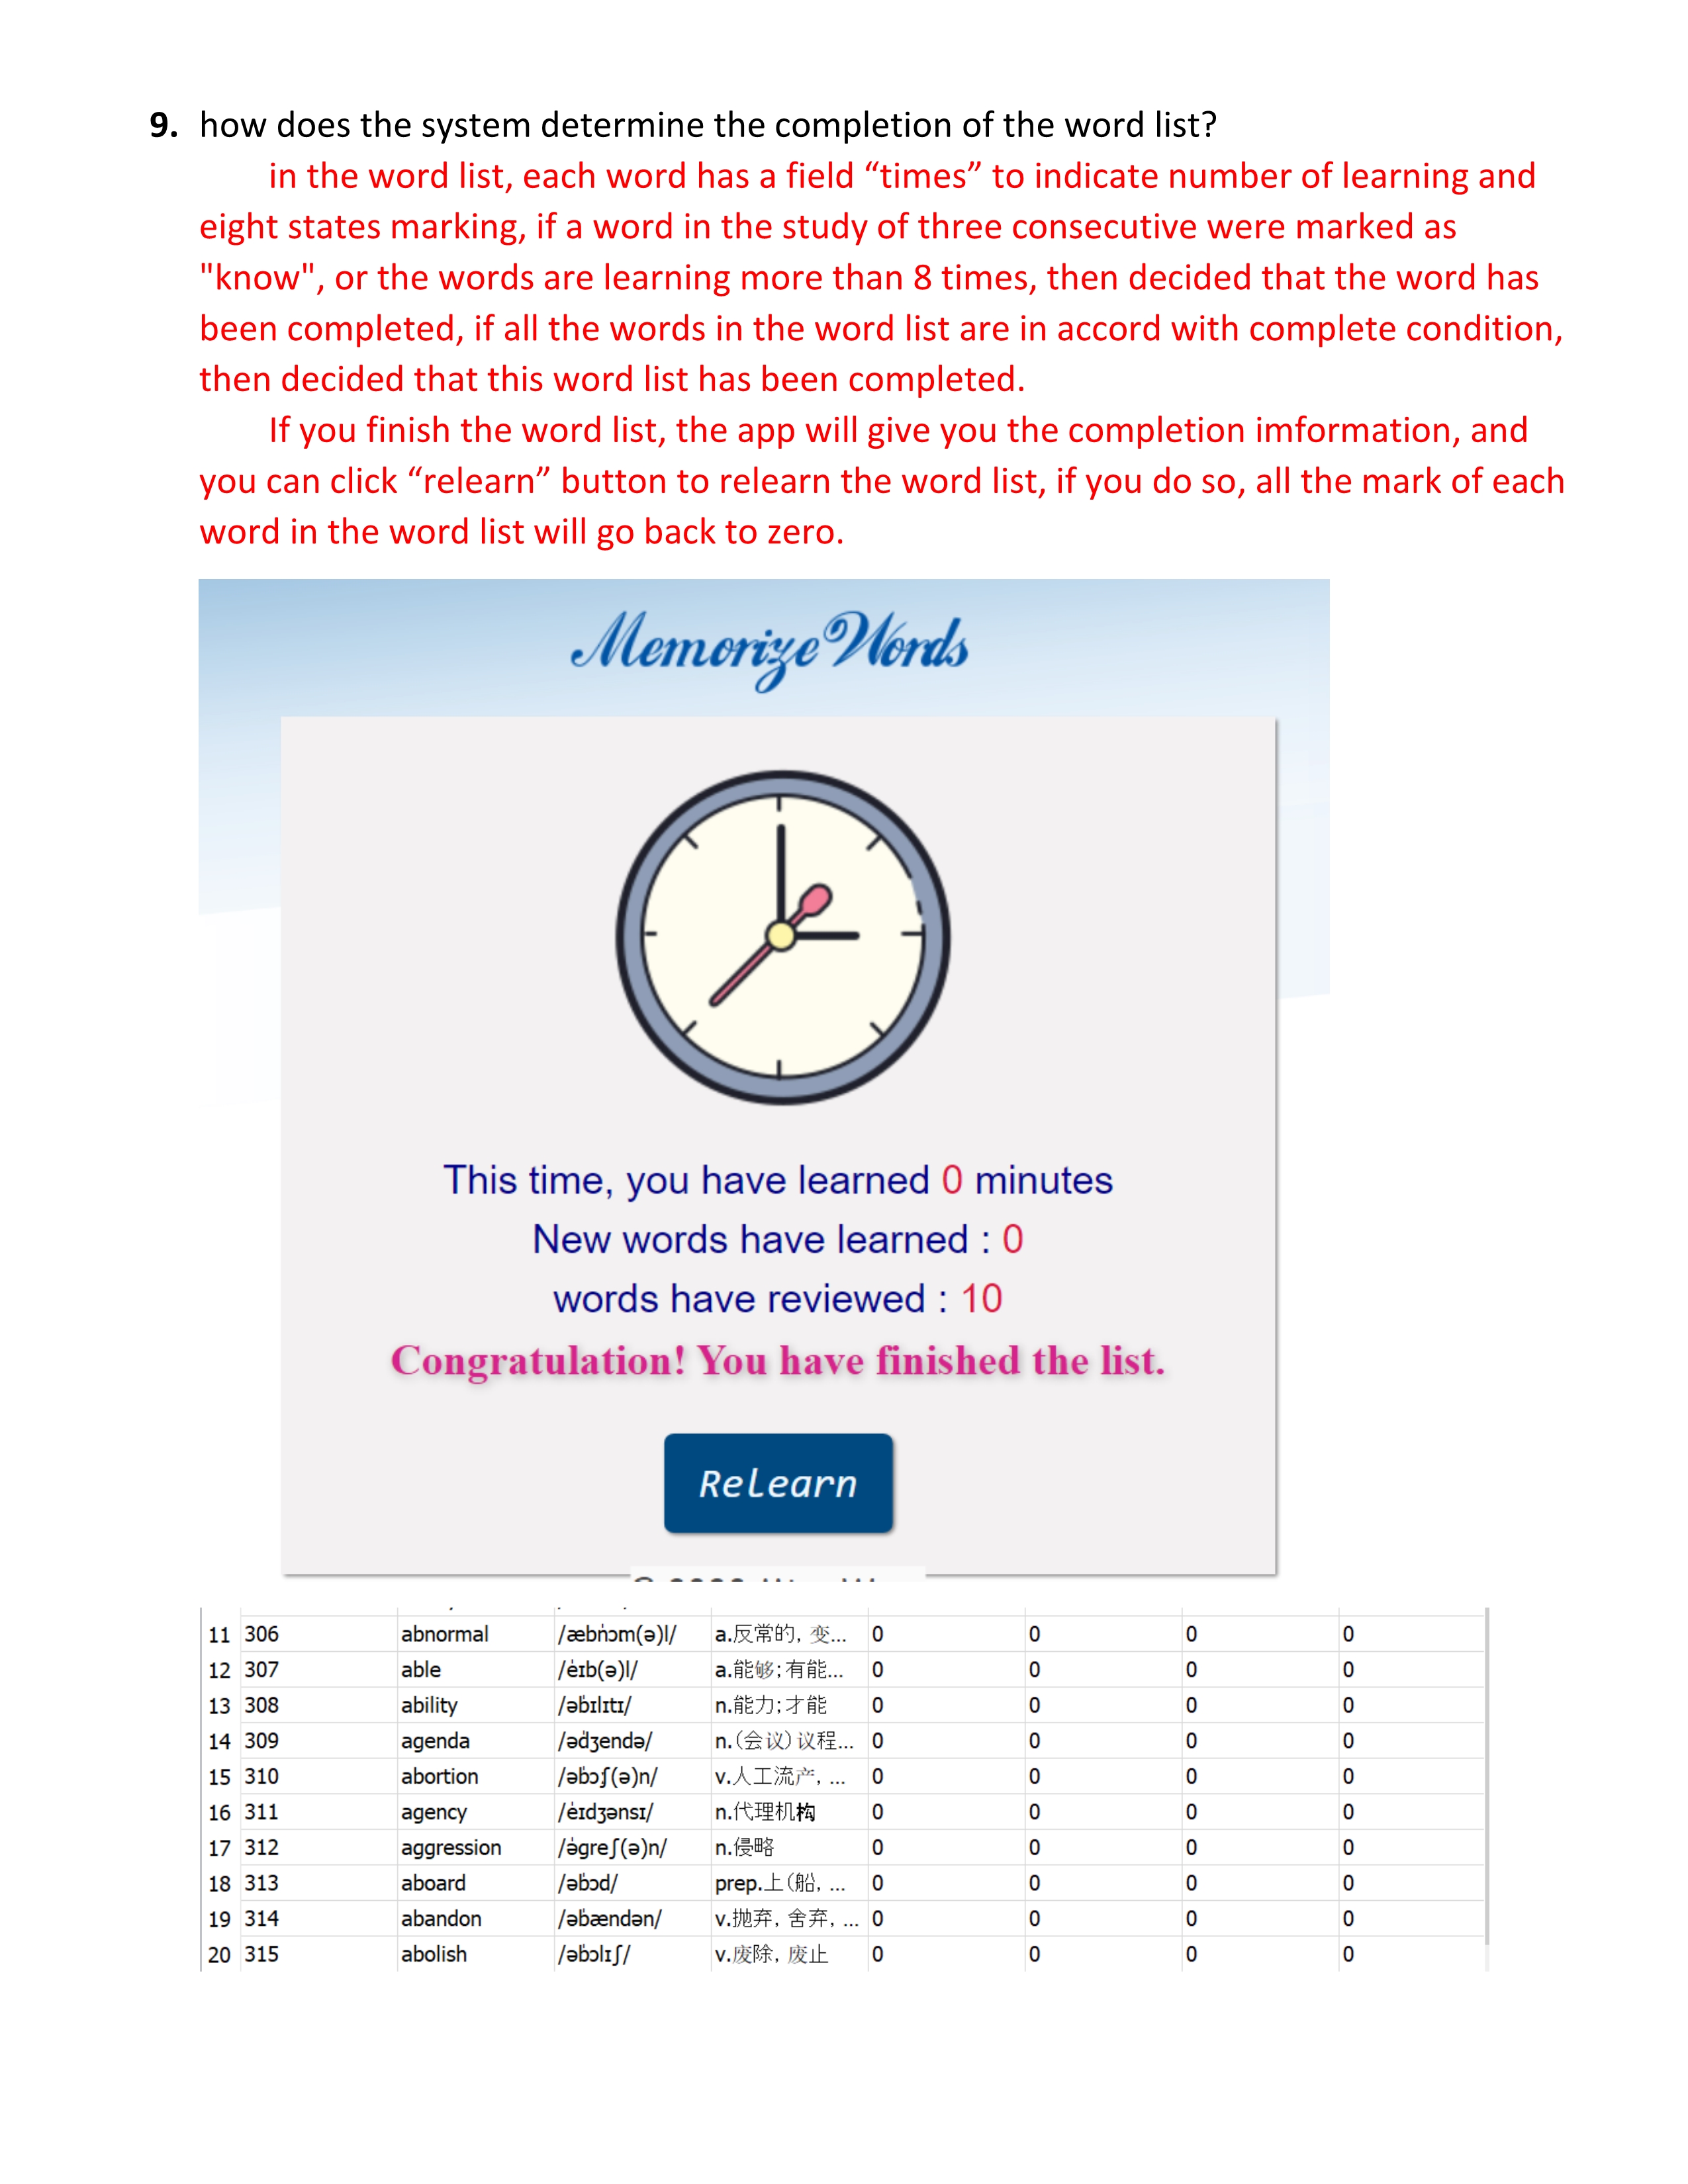 9. how does the system determine the completion of the word list?
in the word list, each word has a field “times” to indicate number of learning and
eight states marking, if a word in the study of three consecutive were marked as
"know", or the words are learning more than 8 times, then decided that the word has
been completed, if all the words in the word list are in accord with complete condition,
then decided that this word list has been completed.
If you finish the word list, the app will give you the completion imformation, and
you can click “relearn” button to relearn the word list, if you do so, all the mark of each
word in the word list will go back to zero.
Memorize Words
This time, you have learned 0 minutes
New words have learned : 0
words have reviewed : 10
Congratulation! You have finished the list.
ReLearn
11 306 abnormal /æbˈnɔm(ə)l/ a.反常的, 变... 0 0 0 0
12 307 able /ˈeɪb(ə)l/ a.能够;有能... 0 0 0 0
13 308 ability /əˈbɪlɪtɪ/ n.能力;才能 0 0 0 0
14 309 agenda /əˈdʒendə/ n.(会议)议程... 0 0 0 0
15 310 abortion /əˈbɔʃ(ə)n/ v.人工流产, ... 0 0 0 0
16 311 agency /ˈeɪdʒənsɪ/ n.代理机构 0 0 0 0
17 312 aggression /əˈgreʃ(ə)n/ n.侵略 0 0 0 0
18 313 aboard /əˈbɔd/ prep.上(船, ... 0 0 0 0
19 314 abandon /əˈbændən/ v.抛弃, 舍弃, ... 0 0 0 0
20 315 abolish /əˈbɔlɪʃ/ v.废除, 废止 0 0 0 0